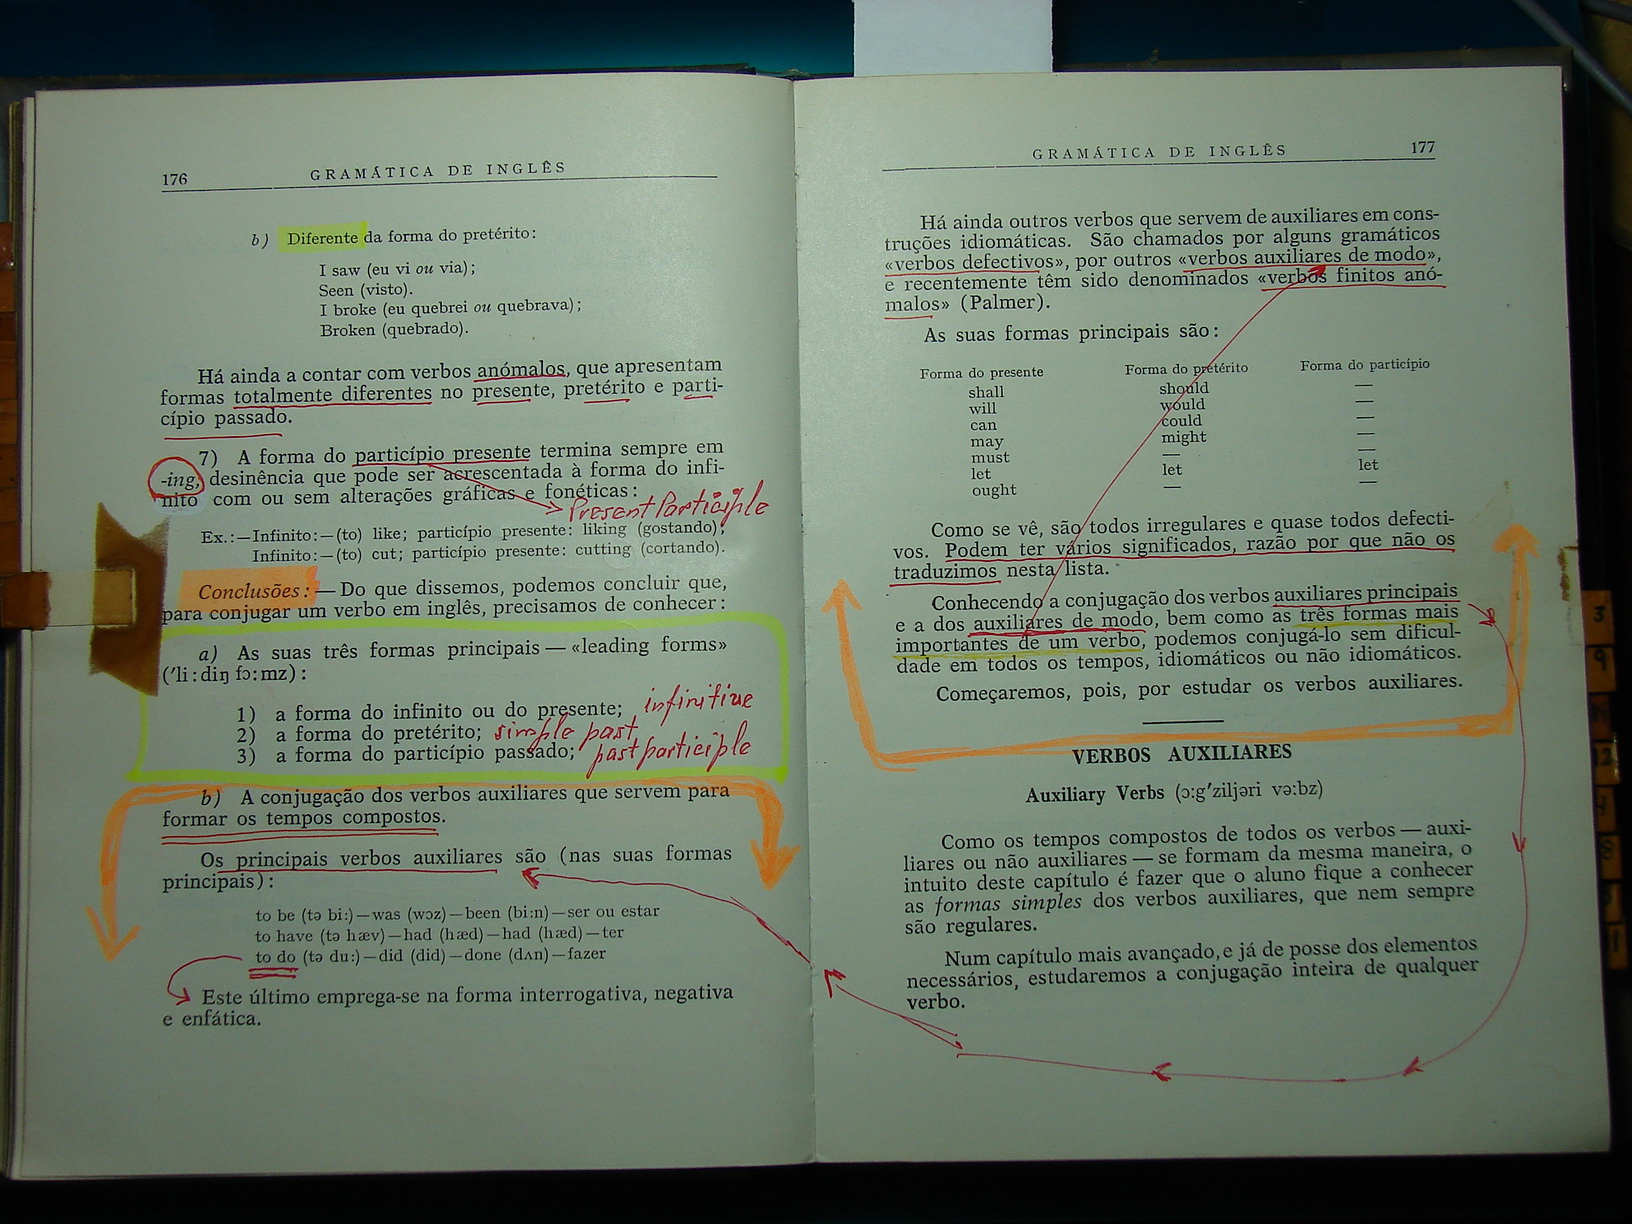 176
GRAMÁTICA DE INGLÊS
b) Diferente da forma do pretérito:
I saw (eu vi ou via);
Seen (visto).
I broke (eu quebrei ou quebrava);
Broken (quebrado).
Há ainda a contar com verbos anómalos, que apresentam
formas totalmente diferentes no presente, pretérito e parti-
cípio passado.
7) A forma do particípio presente termina sempre em
-ing, desinência que pode ser acrescentada à forma do infi-
nito com ou sem alterações gráficas e fonéticas:
Present Participle
Ex.:—Infinito:—(to) like; particípio presente: liking (gostando);
Infinito:—(to) cut; particípio presente: cutting (cortando).
Conclusões:—Do que dissemos, podemos concluir que,
para conjugar um verbo em inglês, precisamos de conhecer:
a) As suas três formas principais—«leading forms»
('li:diŋ fɔ:mz):
1) a forma do infinito ou do presente; infinitive
2) a forma do pretérito; simple past
3) a forma do particípio passado; past participle
b) A conjugação dos verbos auxiliares que servem para
formar os tempos compostos.
Os principais verbos auxiliares são (nas suas formas
principais):
to be (tə bi:)—was (wɔz)—been (bi:n)—ser ou estar
to have (tə hæv)—had (hæd)—had (hæd)—ter
to do (tə du:)—did (did)—done (dʌn)—fazer
Este último emprega-se na forma interrogativa, negativa
e enfática.
GRAMÁTICA DE INGLÊS
177
Há ainda outros verbos que servem de auxiliares em cons-
truções idiomáticas. São chamados por alguns gramáticos
«verbos defectivos», por outros «verbos auxiliares de modo»,
e recentemente têm sido denominados «verbos finitos anó-
malos» (Palmer).
As suas formas principais são:
Forma do presente Forma do pretérito Forma do particípio
shall should —
will would —
can could —
may might —
must — —
let let let
ought — —
Como se vê, são todos irregulares e quase todos defecti-
vos. Podem ter vários significados, razão por que não os
traduzimos nesta lista.
Conhecendo a conjugação dos verbos auxiliares principais
e a dos auxiliares de modo, bem como as três formas mais
importantes de um verbo, podemos conjugá-lo sem dificul-
dade em todos os tempos, idiomáticos ou não idiomáticos.
Começaremos, pois, por estudar os verbos auxiliares.
VERBOS AUXILIARES
Auxiliary Verbs (ɔ:g'ziljəri və:bz)
Como os tempos compostos de todos os verbos—auxi-
liares ou não auxiliares—se formam da mesma maneira, o
intuito deste capítulo é fazer que o aluno fique a conhecer
as formas simples dos verbos auxiliares, que nem sempre
são regulares.
Num capítulo mais avançado, e já de posse dos elementos
necessários, estudaremos a conjugação inteira de qualquer
verbo.
3
9
12
4